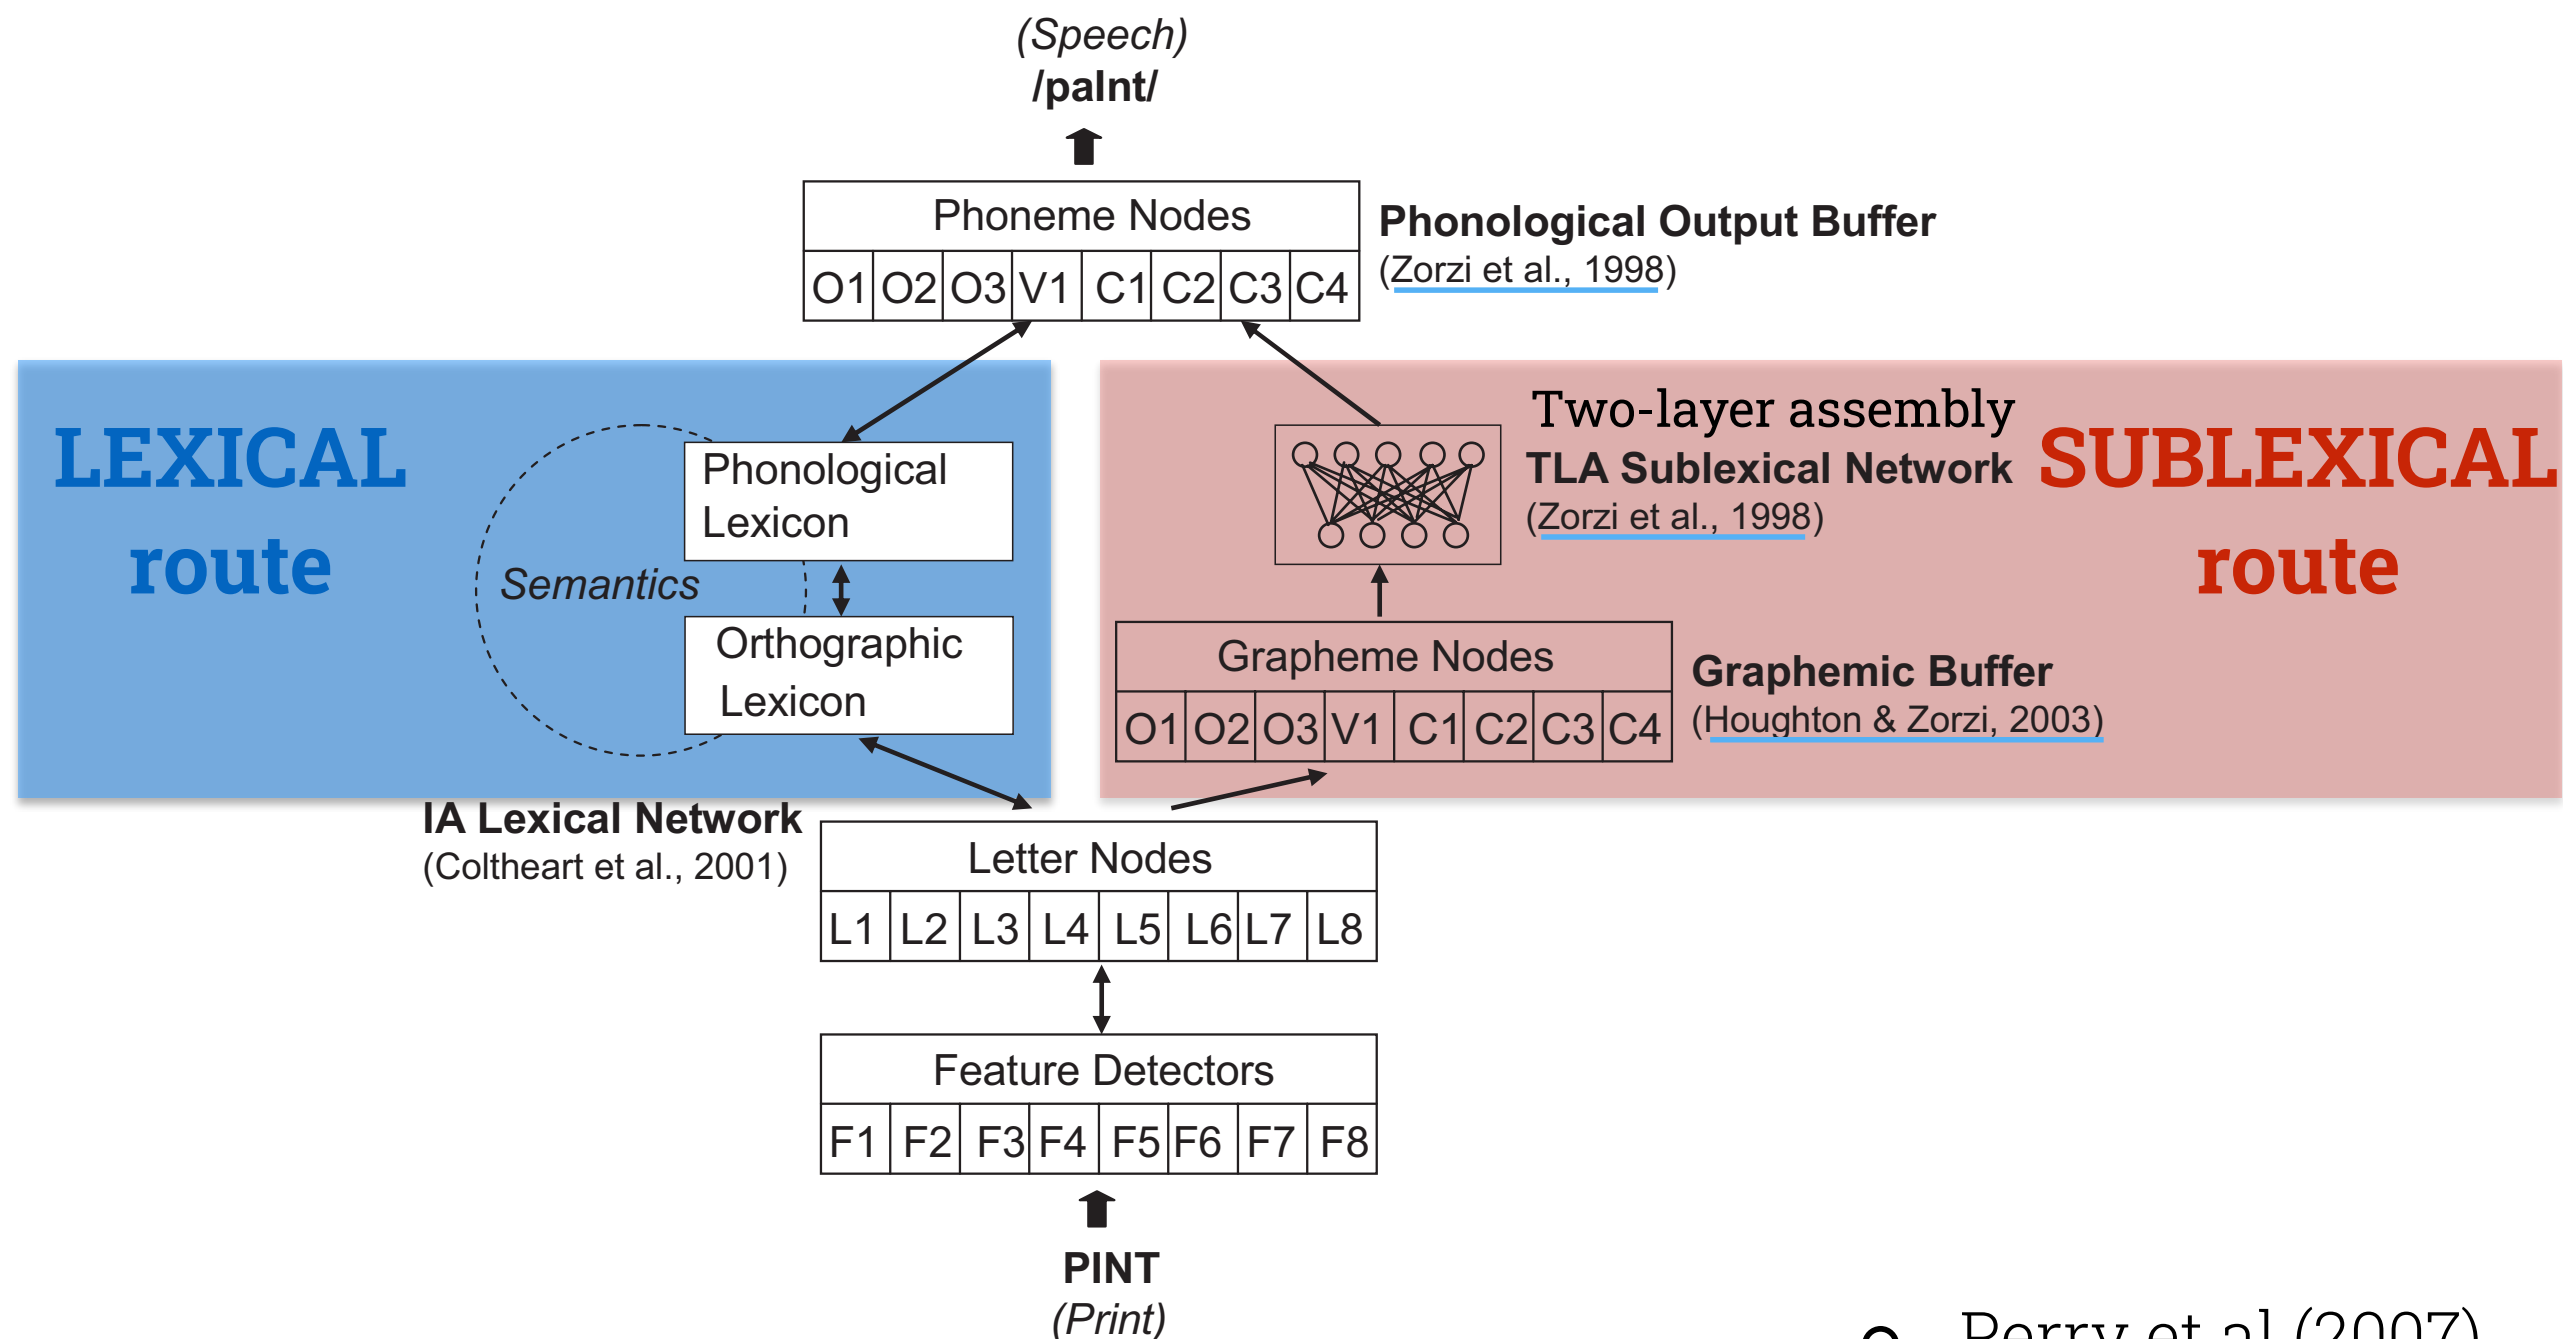 (Speech)
/paInt/
Phoneme Nodes
O1 O2 O3 V1 C1 C2 C3 C4
Phonological Output Buffer
(Zorzi et al., 1998)
LEXICAL
route
Phonological
Lexicon
Semantics
Orthographic
Lexicon
IA Lexical Network
(Coltheart et al., 2001)
Two-layer assembly
TLA Sublexical Network
(Zorzi et al., 1998)
SUBLEXICAL
route
Grapheme Nodes
O1 O2 O3 V1 C1 C2 C3 C4
Graphemic Buffer
(Houghton & Zorzi, 2003)
Letter Nodes
L1 L2 L3 L4 L5 L6 L7 L8
Feature Detectors
F1 F2 F3 F4 F5 F6 F7 F8
PINT
(Print)
Perry et al (2007)